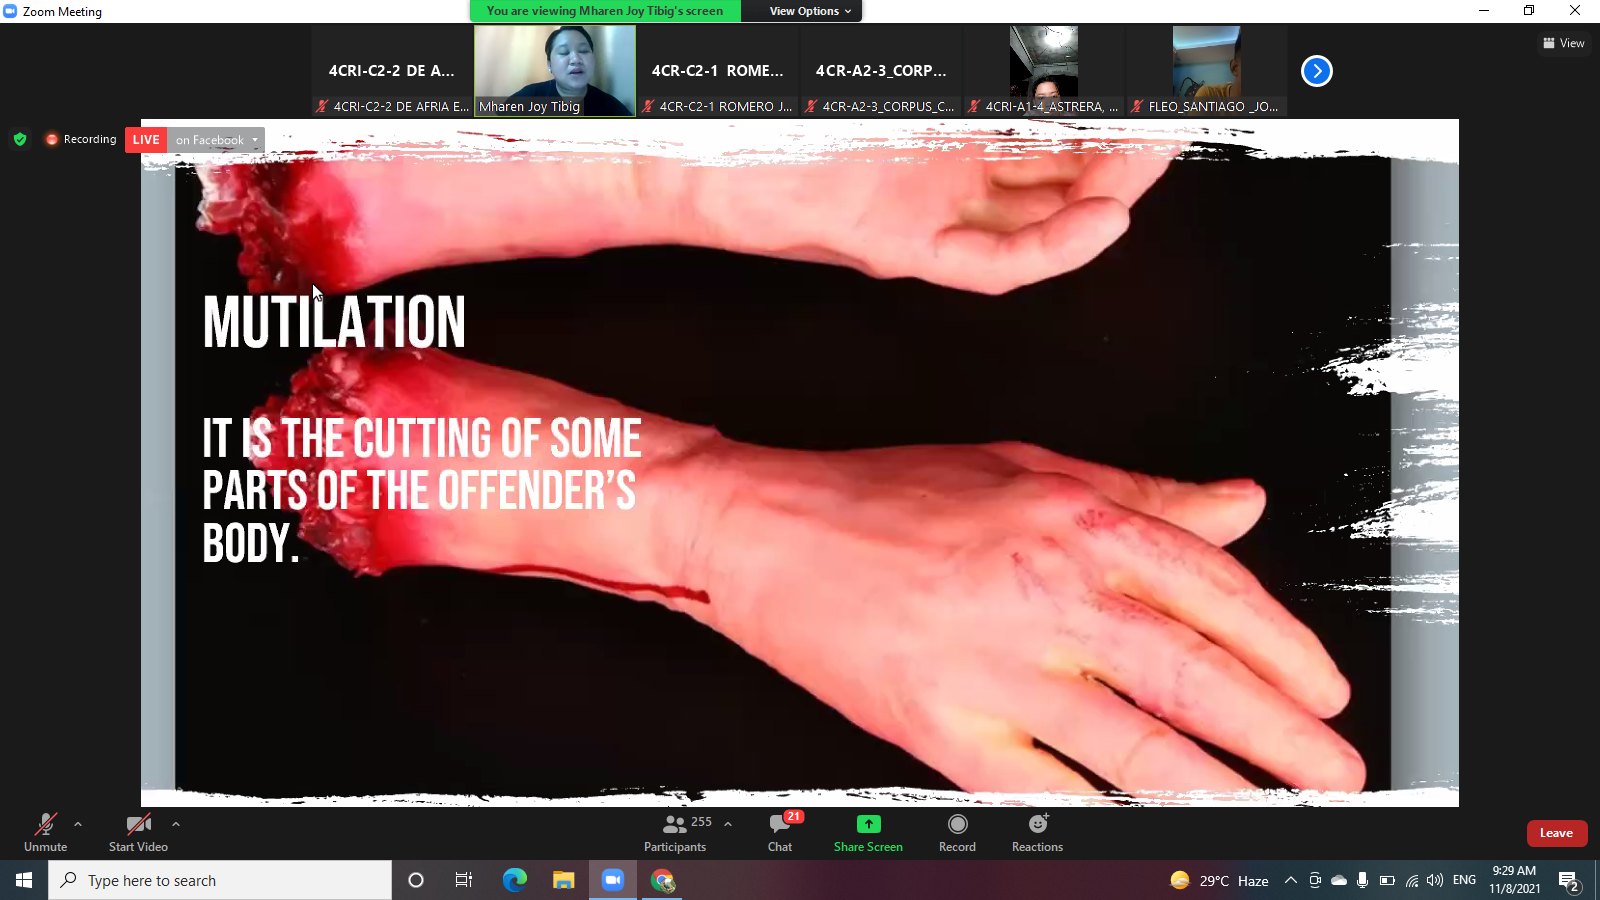 Zoom Meeting
You are viewing Mharen Joy Tibig's screen
View Options
4CRI-C2-2 DE A...
4CR-C2-1 ROME...
4CR-A2-3_CORP...
View
4CRI-C2-2 DE AFRIA E...
Mharen Joy Tibig
4CR-C2-1 ROMERO J...
4CR-A2-3_CORPUS_C...
4CRI-A1-4_ASTRERA, ...
FLEO_SANTIAGO _JO...
Recording
LIVE
on Facebook
MUTILATION
IT IS THE CUTTING OF SOME
PARTS OF THE OFFENDER'S
BODY.
Unmute
Start Video
255
Participants
21
Chat
Share Screen
Record
Reactions
Leave
Type here to search
29°C Haze
ENG
9:29 AM
11/8/2021
2